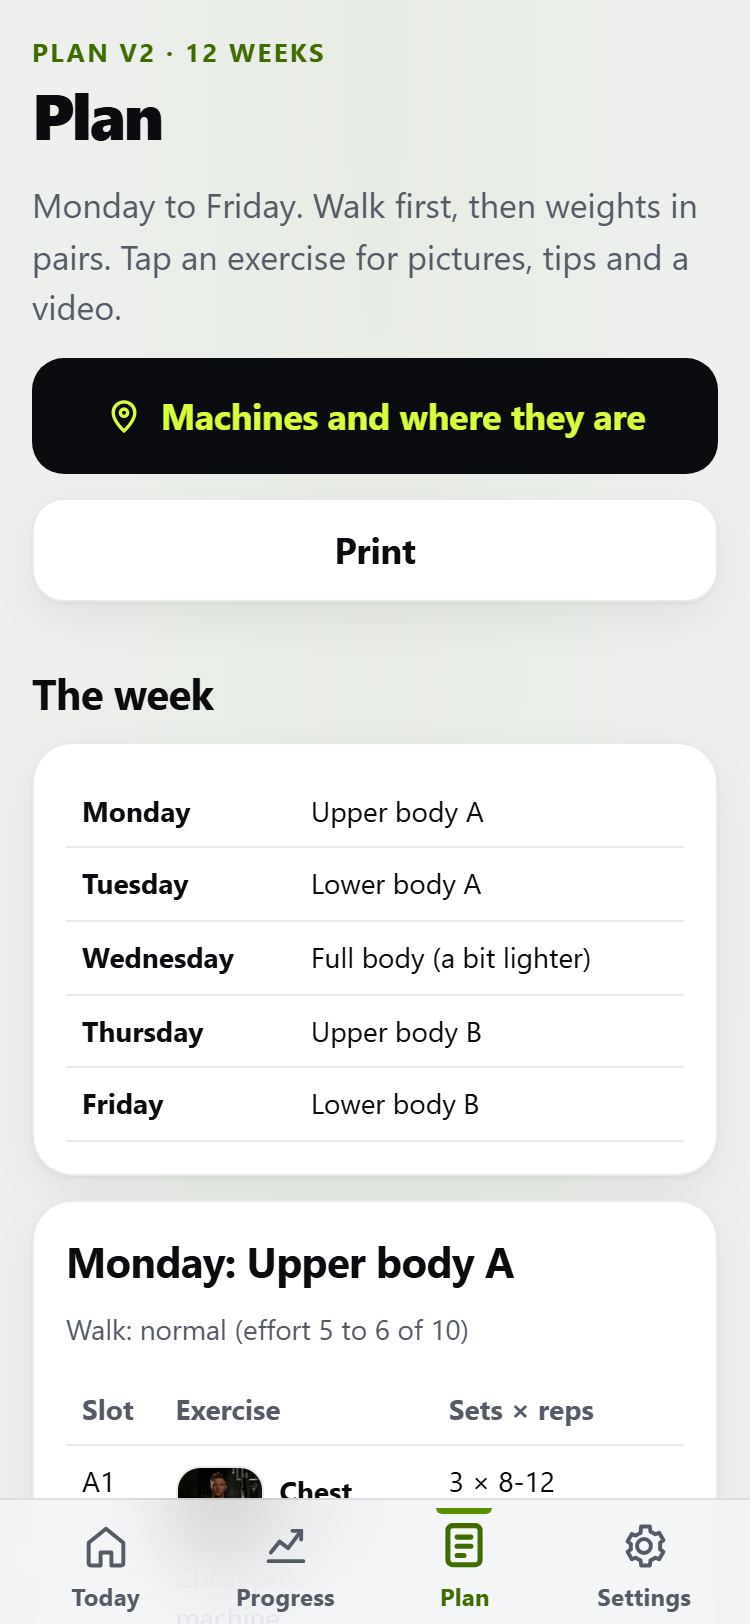 PLAN V2 · 12 WEEKS
Plan
Monday to Friday. Walk first, then weights in
pairs. Tap an exercise for pictures, tips and a
video.
Machines and where they are
Print
The week
Monday Upper body A
Tuesday Lower body A
Wednesday Full body (a bit lighter)
Thursday Upper body B
Friday Lower body B
Monday: Upper body A
Walk: normal (effort 5 to 6 of 10)
Slot Exercise Sets × reps
A1 Chest 3 × 8-12
Chest press
machine
Today Progress Plan Settings